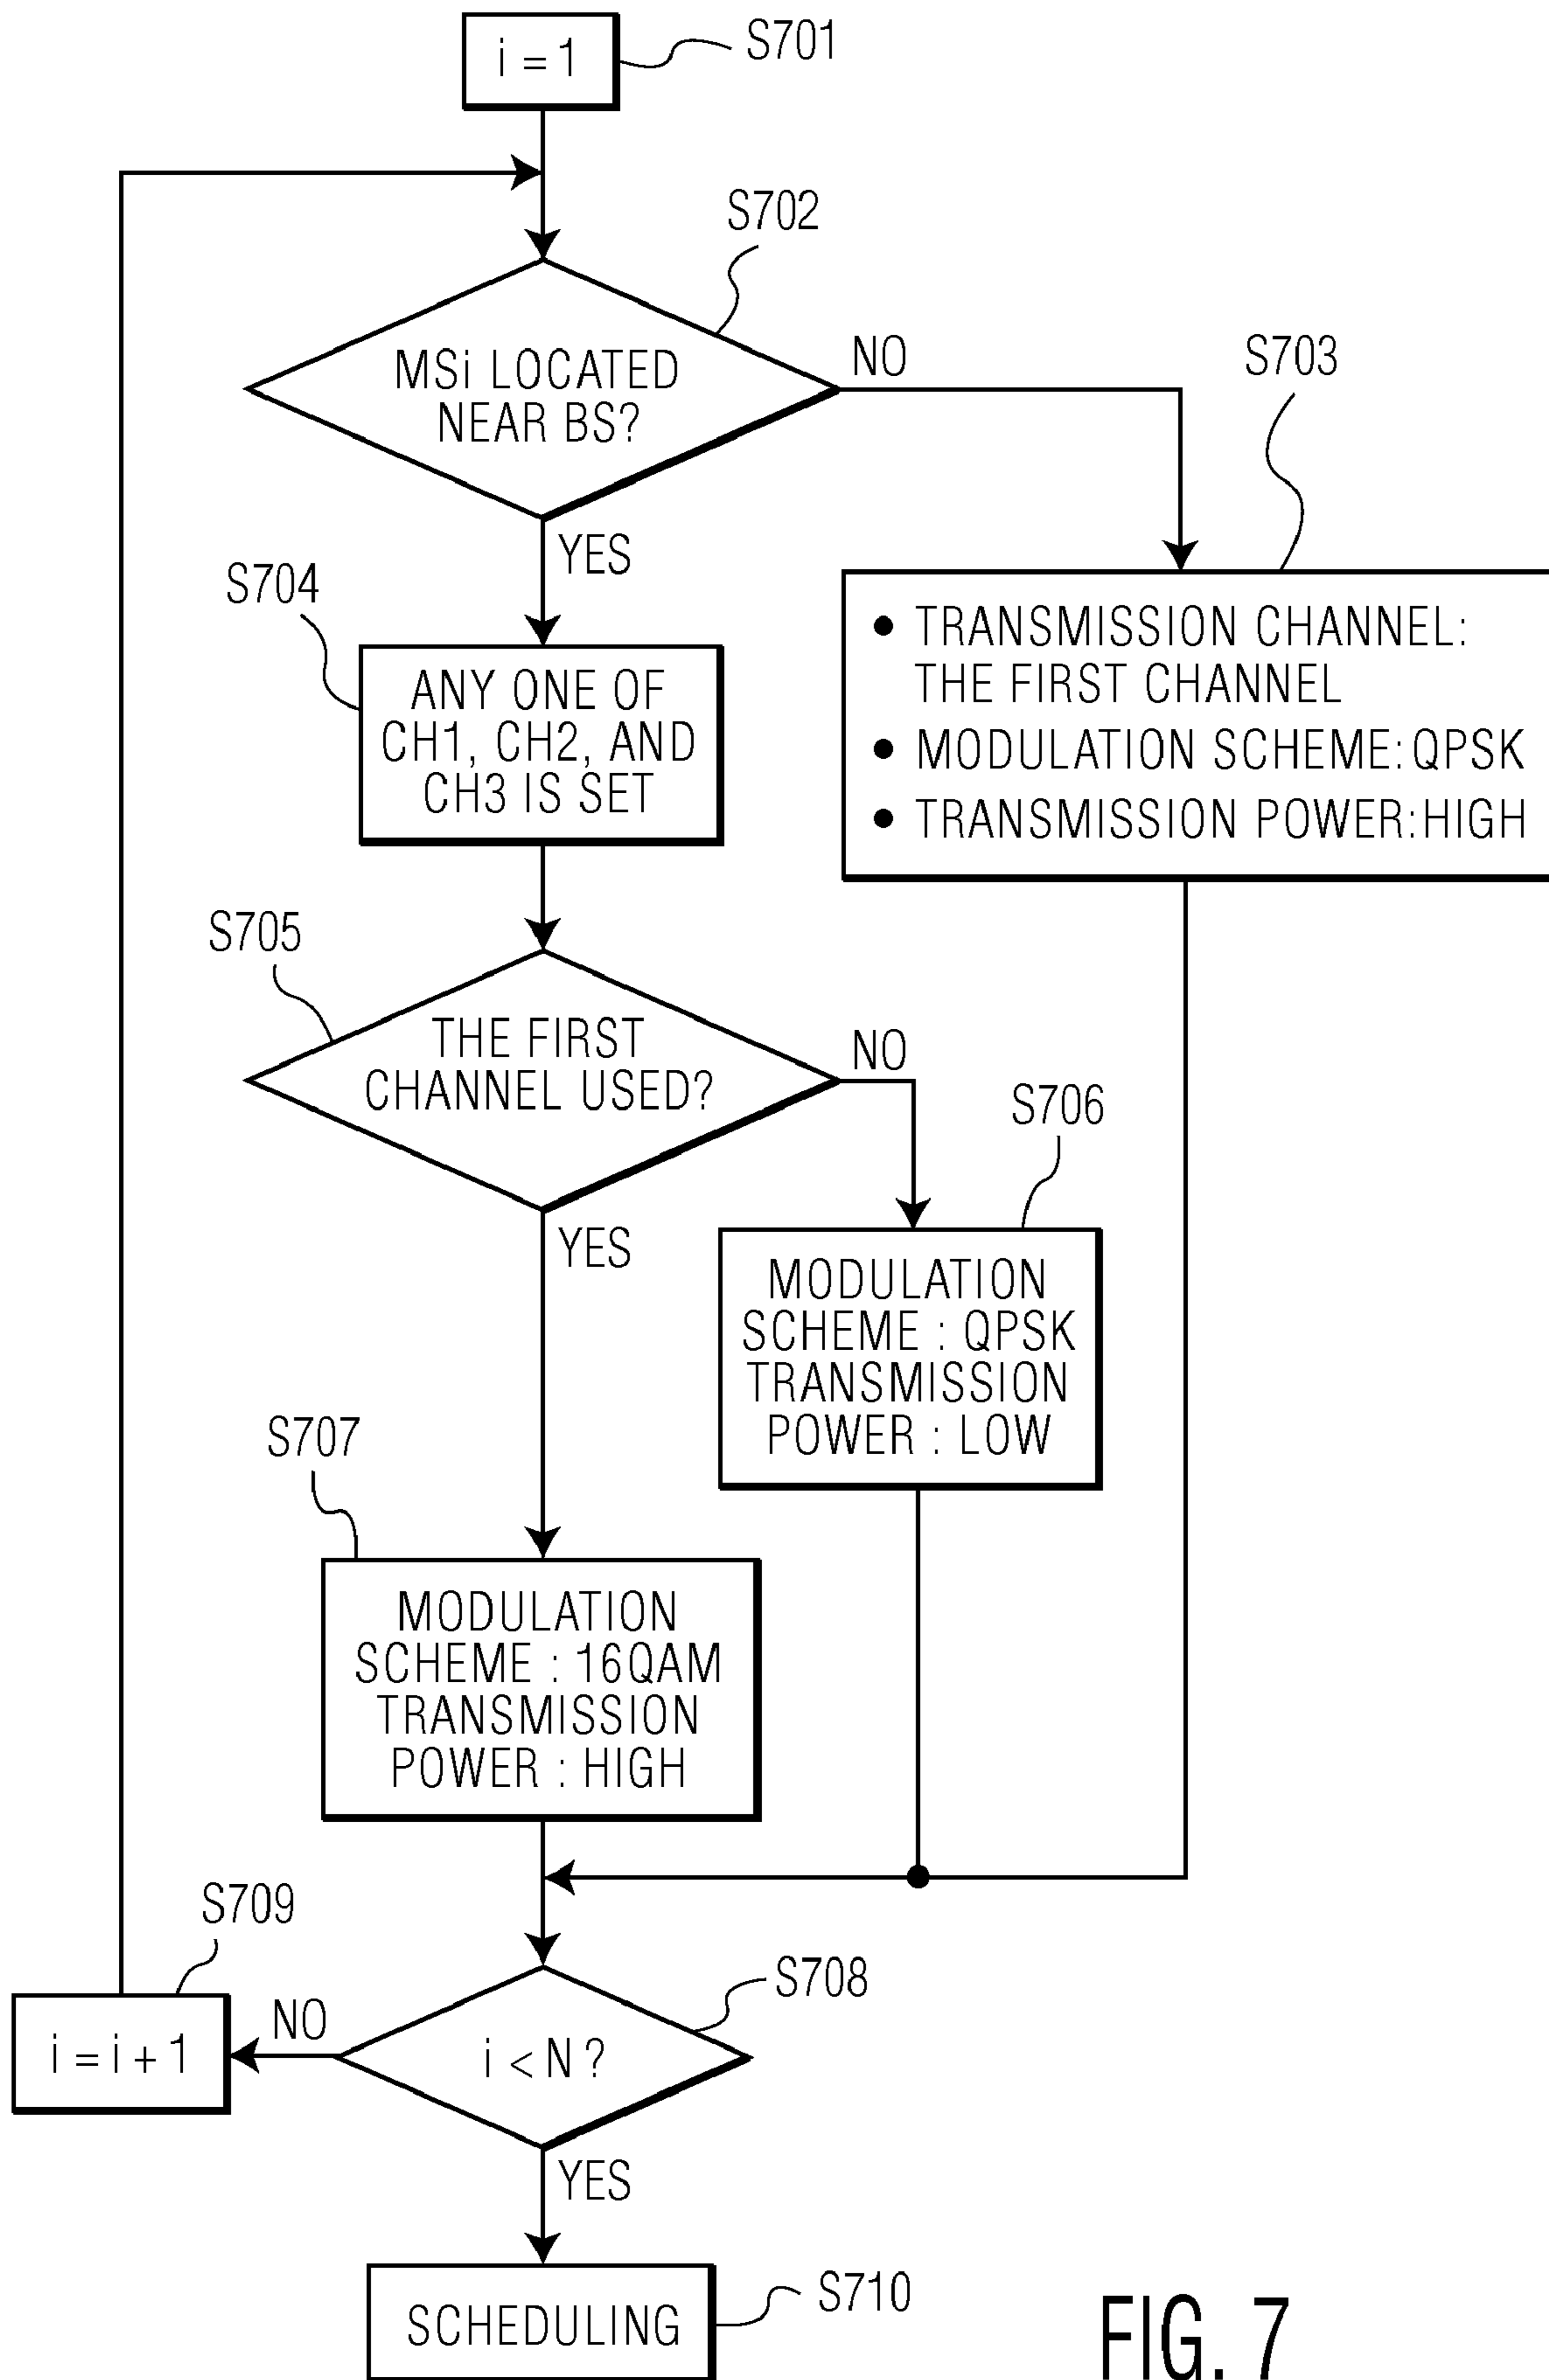 i = 1
S701
S702
MSi LOCATED
NEAR BS?
NO
YES
S703
• TRANSMISSION CHANNEL:
THE FIRST CHANNEL
• MODULATION SCHEME:QPSK
• TRANSMISSION POWER:HIGH
S704
ANY ONE OF
CH1, CH2, AND
CH3 IS SET
S705
THE FIRST
CHANNEL USED?
NO
YES
S706
MODULATION
SCHEME : QPSK
TRANSMISSION
POWER : LOW
S707
MODULATION
SCHEME : 16QAM
TRANSMISSION
POWER : HIGH
S709
i = i + 1
NO
S708
i < N ?
YES
SCHEDULING
S710
FIG. 7